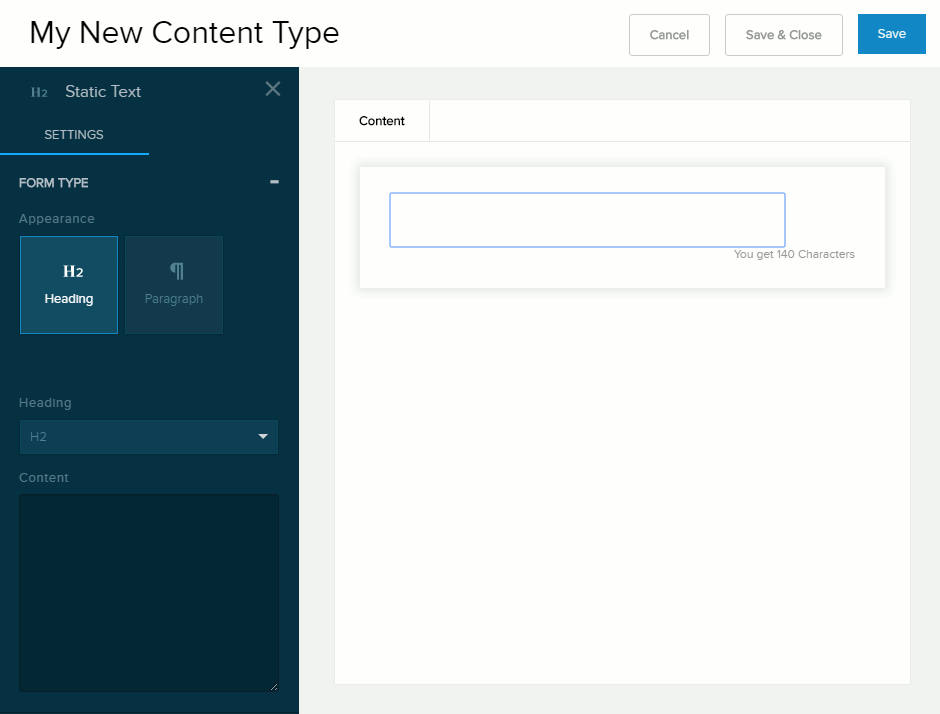 My New Content Type
Cancel
Save & Close
Save
H2 Static Text
SETTINGS
FORM TYPE
Appearance
H2
Heading
¶
Paragraph
Heading
H2
Content
Content
You get 140 Characters